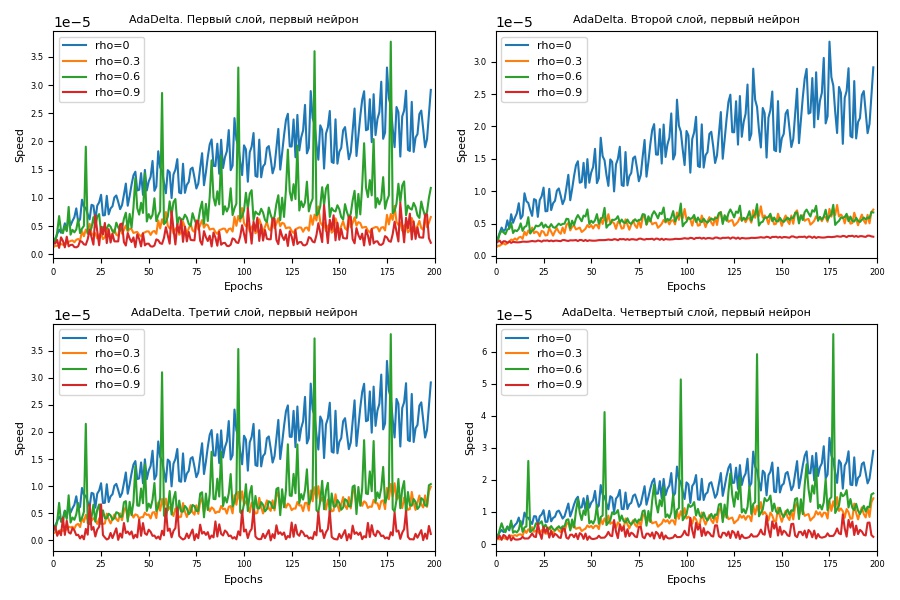 AdaDelta. Первый слой, первый нейрон
1e−5
rho=0
rho=0.3
rho=0.6
rho=0.9
Speed
3.5
3.0
2.5
2.0
1.5
1.0
0.5
0.0
0 25 50 75 100 125 150 175 200
Epochs
AdaDelta. Второй слой, первый нейрон
1e−5
rho=0
rho=0.3
rho=0.6
rho=0.9
Speed
3.0
2.5
2.0
1.5
1.0
0.5
0.0
0 25 50 75 100 125 150 175 200
Epochs
AdaDelta. Третий слой, первый нейрон
1e−5
rho=0
rho=0.3
rho=0.6
rho=0.9
Speed
3.5
3.0
2.5
2.0
1.5
1.0
0.5
0.0
0 25 50 75 100 125 150 175 200
Epochs
AdaDelta. Четвертый слой, первый нейрон
1e−5
rho=0
rho=0.3
rho=0.6
rho=0.9
Speed
6
5
4
3
2
1
0
0 25 50 75 100 125 150 175 200
Epochs